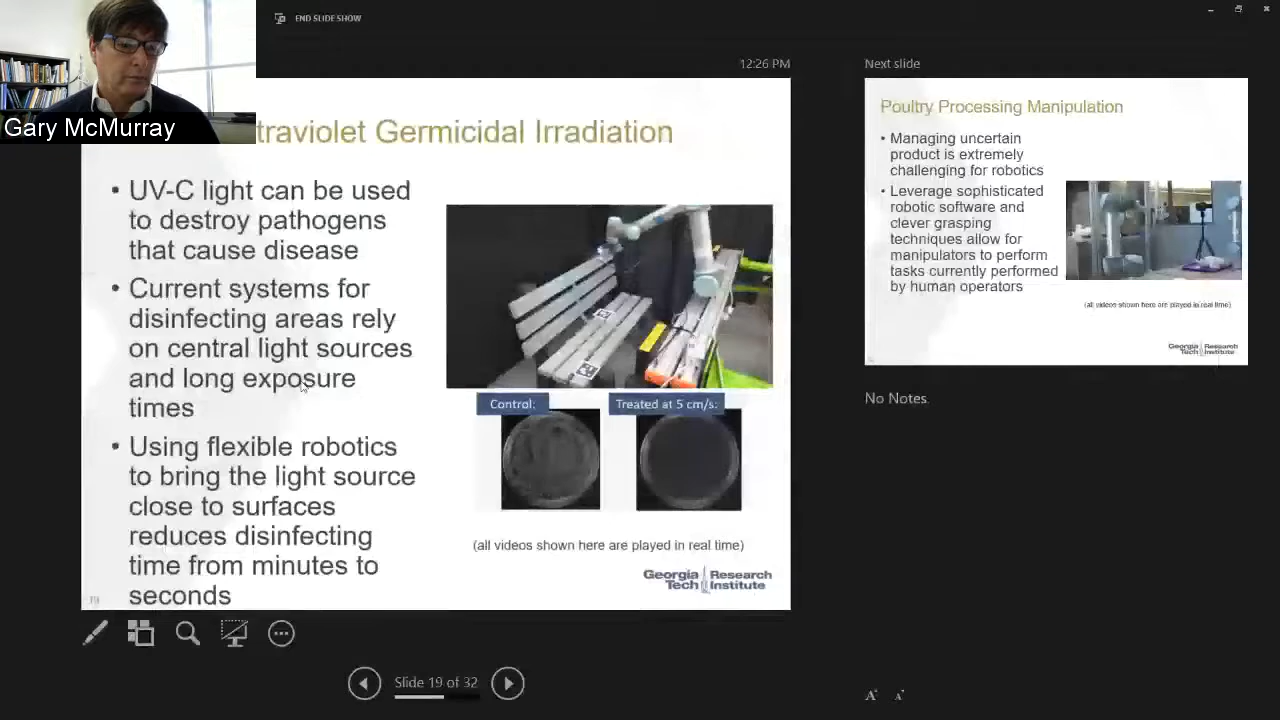 END SLIDE SHOW
Gary McMurray
12:26 PM
traviolet Germicidal Irradiation
• UV-C light can be used
to destroy pathogens
that cause disease
• Current systems for
disinfecting areas rely
on central light sources
and long exposure
times
• Using flexible robotics
to bring the light source
close to surfaces
reduces disinfecting
time from minutes to
seconds
Control:
Treated at 5 cm/s:
(all videos shown here are played in real time)
Georgia Research
Tech Institute
19
Slide 19 of 32
Next slide
Poultry Processing Manipulation
• Managing uncertain
product is extremely
challenging for robotics
• Leverage sophisticated
robotic software and
clever grasping
techniques allow for
manipulators to perform
tasks currently performed
by human operators
(all videos shown here are played in real time)
Georgia Research
Tech Institute
No Notes.
A
A